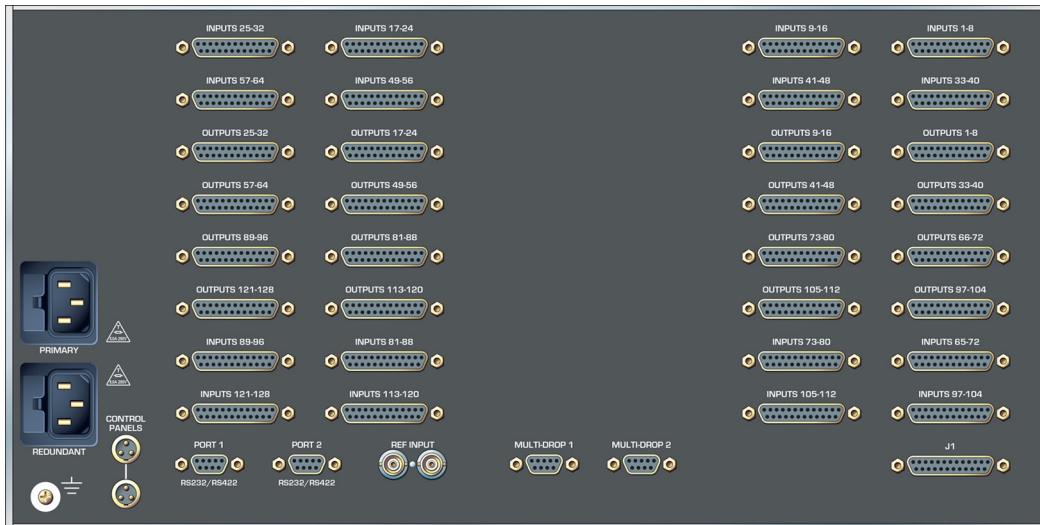 INPUTS 25-32 INPUTS 17-24 INPUTS 9-16 INPUTS 1-8
INPUTS 57-64 INPUTS 49-56 INPUTS 41-48 INPUTS 33-40
OUTPUTS 25-32 OUTPUTS 17-24 OUTPUTS 9-16 OUTPUTS 1-8
OUTPUTS 57-64 OUTPUTS 49-56 OUTPUTS 41-48 OUTPUTS 33-40
OUTPUTS 89-96 OUTPUTS 81-88 OUTPUTS 73-80 OUTPUTS 66-72
OUTPUTS 121-128 OUTPUTS 113-120 OUTPUTS 105-112 OUTPUTS 97-104
PRIMARY
INPUTS 89-96 INPUTS 81-88 INPUTS 73-80 INPUTS 65-72
INPUTS 121-128 INPUTS 113-120 INPUTS 105-112 INPUTS 97-104
REDUNDANT
CONTROL
PANELS
PORT 1 PORT 2 REF INPUT MULTI-DROP 1 MULTI-DROP 2 J1
RS232/RS422 RS232/RS422